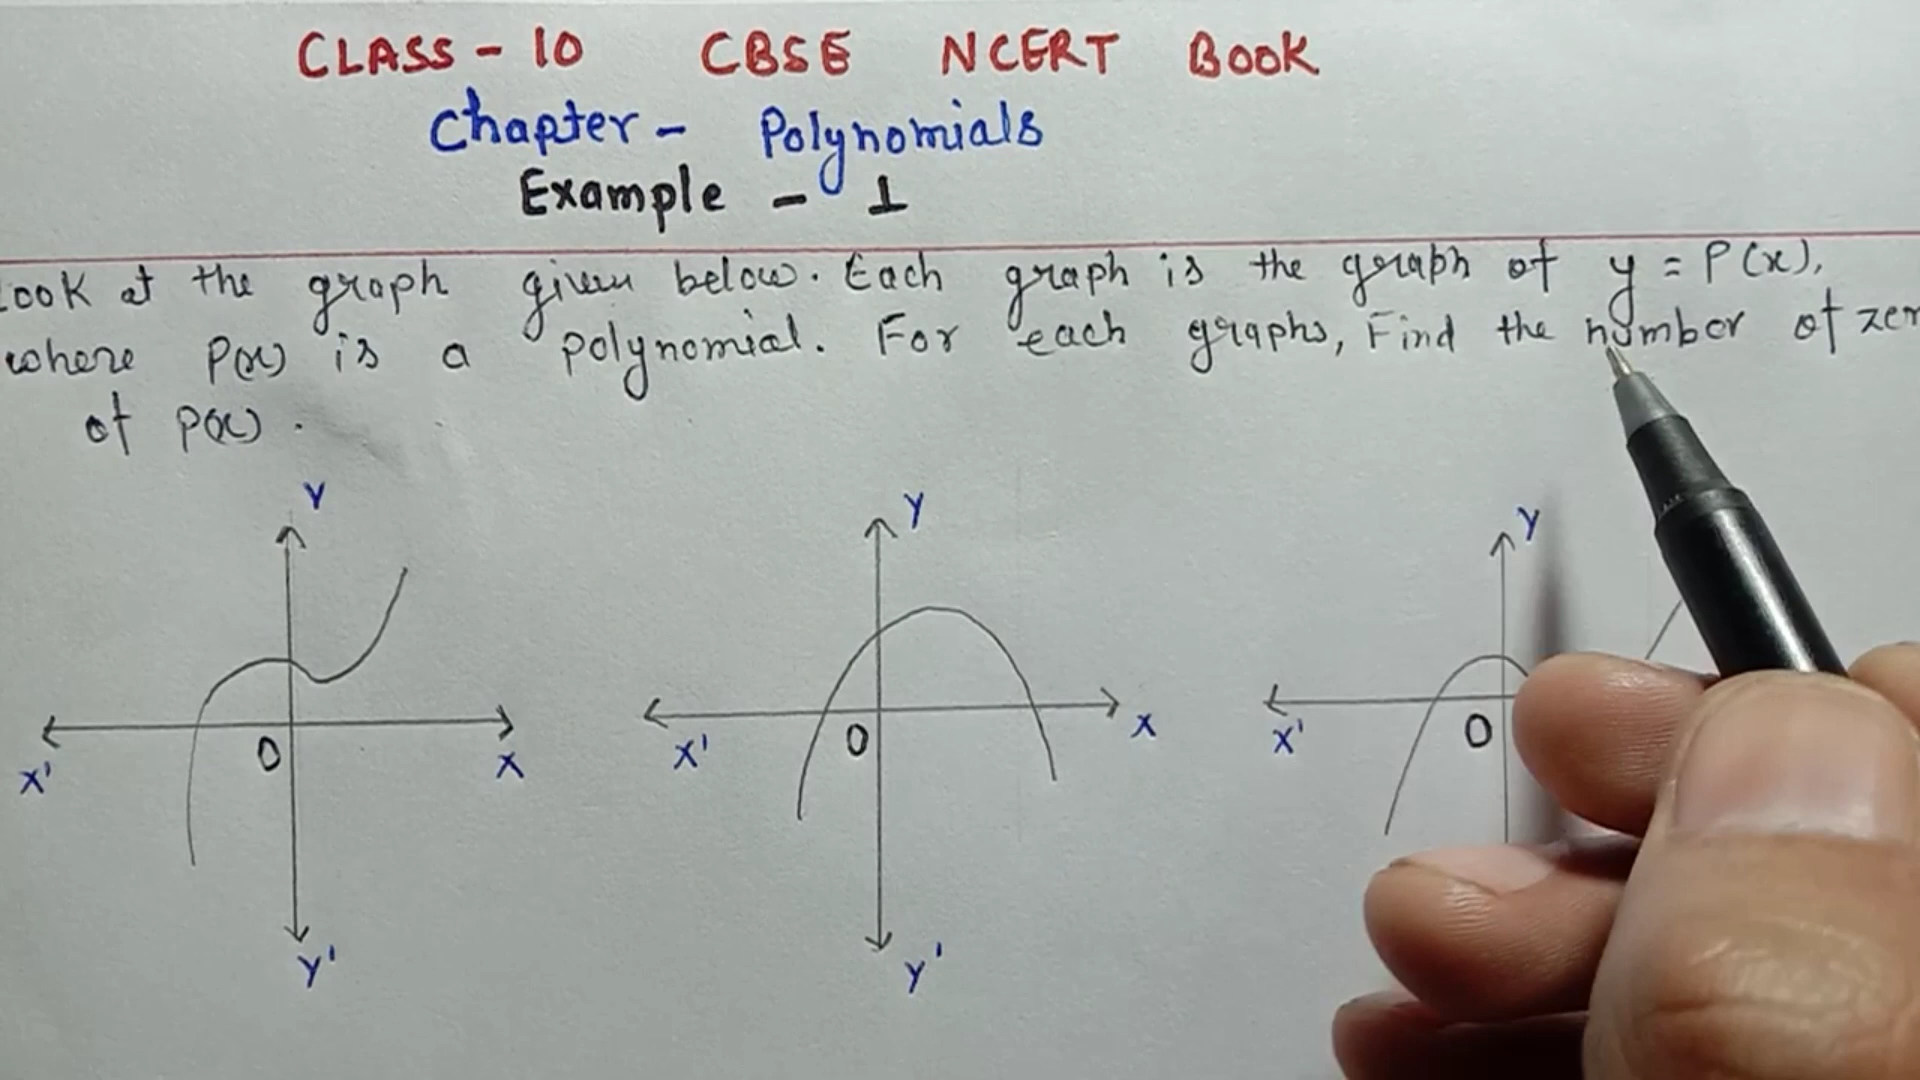 CLASS - 10 CBSE NCERT BOOK
Chapter - Polynomials
Example - 1
Look at the graph given below. Each graph is the graph of y = P(x),
where P(x) is a polynomial. For each graphs, Find the number of zer
of P(x).
Y Y Y
O O O
X' X X' X X'
Y' Y'